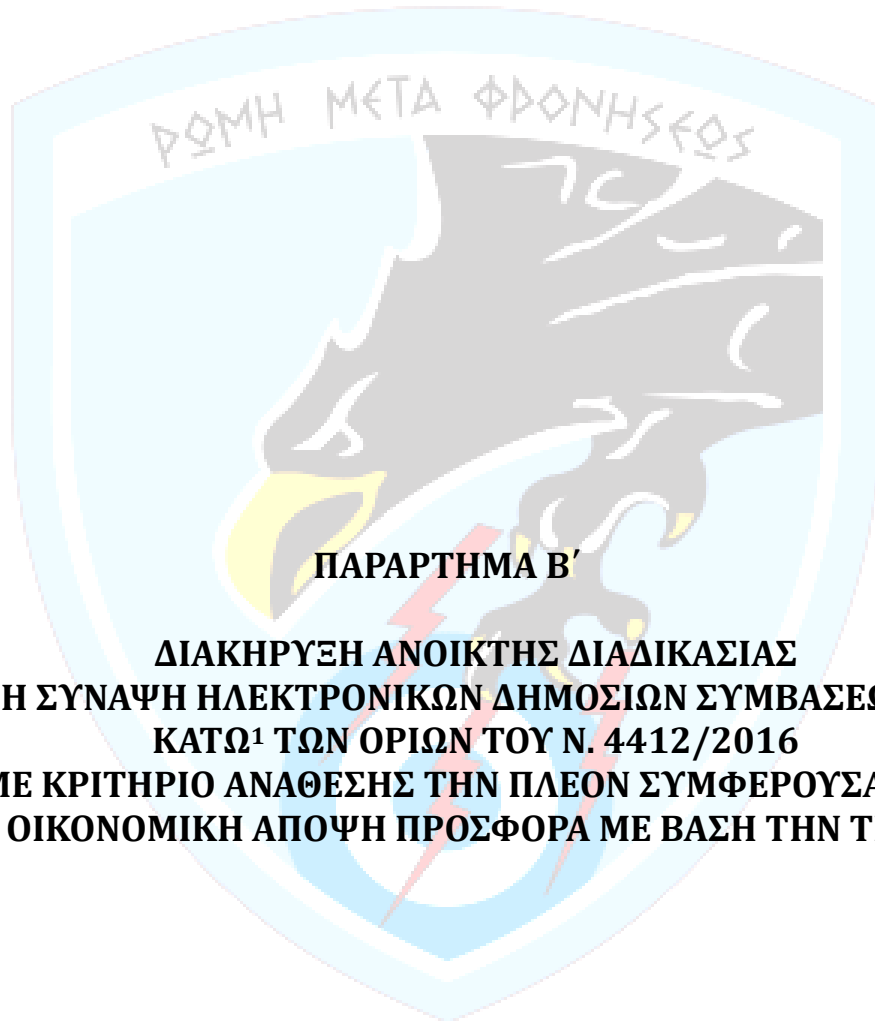 ΡΩΜΗ ΜΕΤΑ ΦΡΟΝΗΣΕΩΣ
ΠΑΡΑΡΤΗΜΑ Β΄
ΔΙΑΚΗΡΥΞΗ ΑΝΟΙΚΤΗΣ ΔΙΑΔΙΚΑΣΙΑΣ
Η ΣΥΝΑΨΗ ΗΛΕΚΤΡΟΝΙΚΩΝ ΔΗΜΟΣΙΩΝ
ΚΑΤΩ¹ ΤΩΝ ΟΡΙΩΝ ΤΟΥ Ν. 4412/2016
ΜΕ ΚΡΙΤΗΡΙΟ ΑΝΑΘΕΣΗΣ ΤΗΝ ΠΛΕΟΝ
ΟΙΚΟΝΟΜΙΚΗ ΑΠΟΨΗ ΠΡΟΣΦΟΡΑ ΜΕ ΒΑΣΗ ΤΗΝ